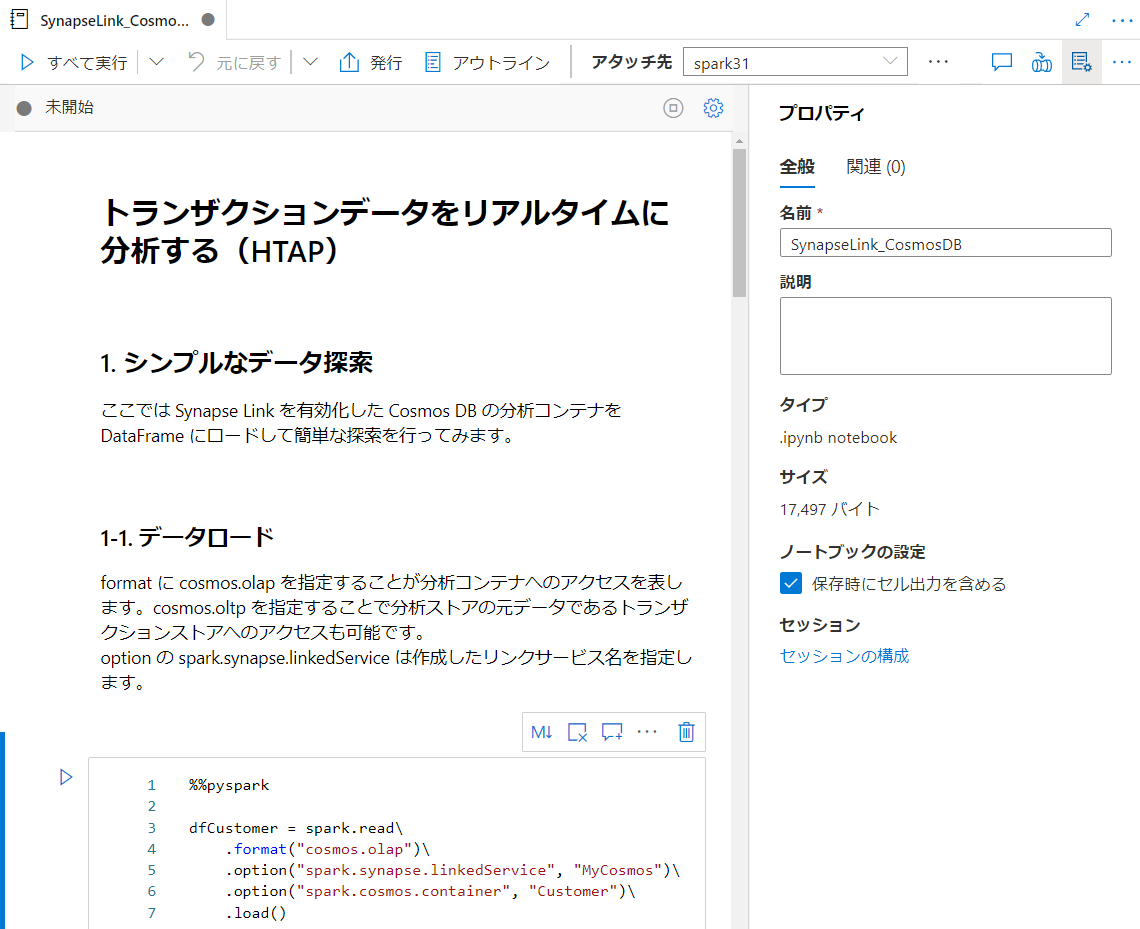 SynapseLink_Cosmo...
すべて実行 元に戻す 発行 アウトライン アタッチ先 spark31
未開始
トランザクションデータをリアルタイムに
分析する（HTAP）
1. シンプルなデータ探索
ここでは Synapse Link を有効化した Cosmos DB の分析コンテナを
DataFrame にロードして簡単な探索を行ってみます。
1-1. データロード
format に cosmos.olap を指定することが分析コンテナへのアクセスを表し
ます。cosmos.oltp を指定することで分析ストアの元データであるトランザ
クションストアへのアクセスも可能です。
option の spark.synapse.linkedService は作成したリンクサービス名を指定し
ます。
M↓
1 %%pyspark
2
3 dfCustomer = spark.read\
4 .format("cosmos.olap")\
5 .option("spark.synapse.linkedService", "MyCosmos")\
6 .option("spark.cosmos.container", "Customer")\
7 .load()
プロパティ
全般 関連 (0)
名前 *
SynapseLink_CosmosDB
説明
タイプ
.ipynb notebook
サイズ
17,497 バイト
ノートブックの設定
保存時にセル出力を含める
セッション
セッションの構成